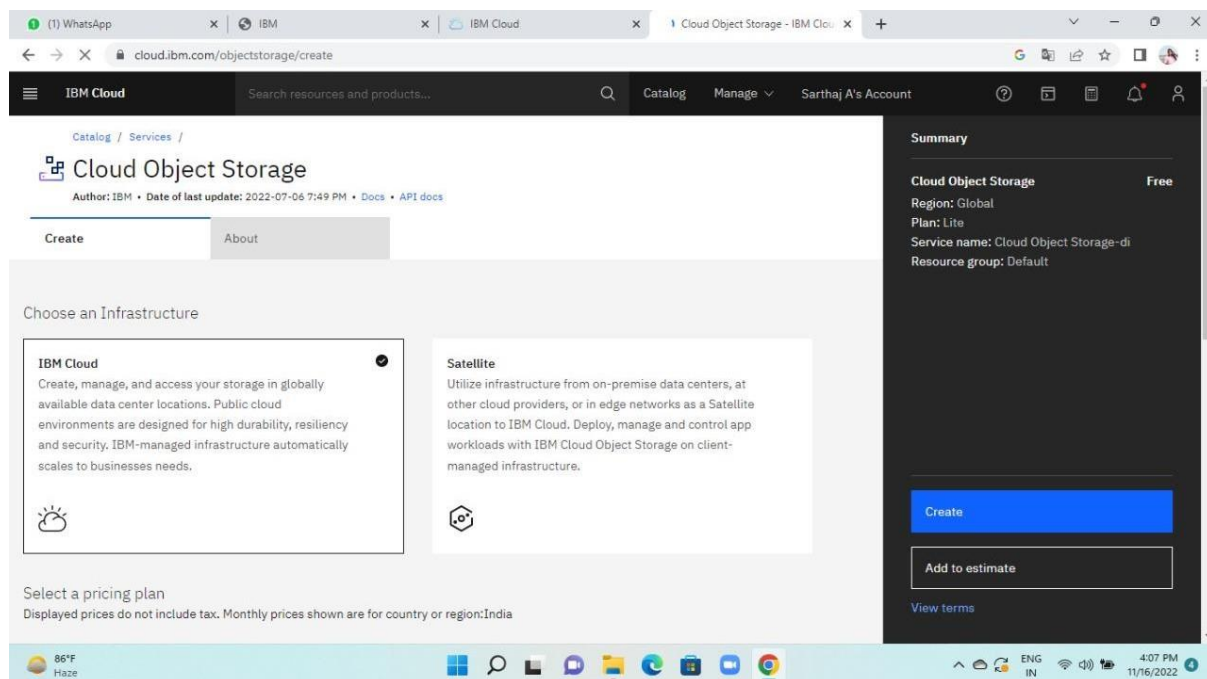 (1) WhatsApp
IBM
IBM Cloud
Cloud Object Storage - IBM Clou
cloud.ibm.com/objectstorage/create
IBM Cloud
Search resources and products...
Catalog
Manage
Sarthaj A's Account
Catalog / Services /
Cloud Object Storage
Author: IBM • Date of last update: 2022-07-06 7:49 PM • Docs • API docs
Create
About
Choose an Infrastructure
IBM Cloud
Create, manage, and access your storage in globally
available data center locations. Public cloud
environments are designed for high durability, resiliency
and security. IBM-managed infrastructure automatically
scales to businesses needs.
Satellite
Utilize infrastructure from on-premise data centers, at
other cloud providers, or in edge networks as a Satellite
location to IBM Cloud. Deploy, manage and control app
workloads with IBM Cloud Object Storage on client-
managed infrastructure.
Select a pricing plan
Displayed prices do not include tax. Monthly prices shown are for country or region:India
Summary
Cloud Object Storage Free
Region: Global
Plan: Lite
Service name: Cloud Object Storage-di
Resource group: Default
Create
Add to estimate
View terms
86°F
Haze
ENG
IN
4:07 PM
11/16/2022
4